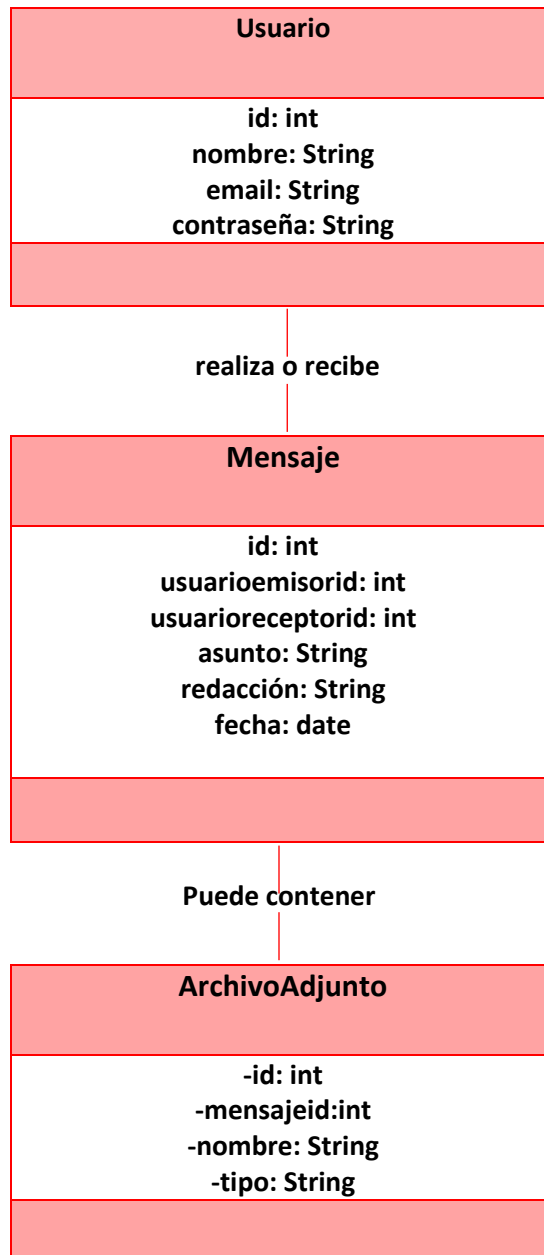 Usuario
id: int
nombre: String
email: String
contraseña: String
realiza o recibe
Mensaje
id: int
usuarioemisorid: int
usuarioreceptorid: int
asunto: String
redacción: String
fecha: date
Puede contener
ArchivoAdjunto
-id: int
-mensajeid:int
-nombre: String
-tipo: String